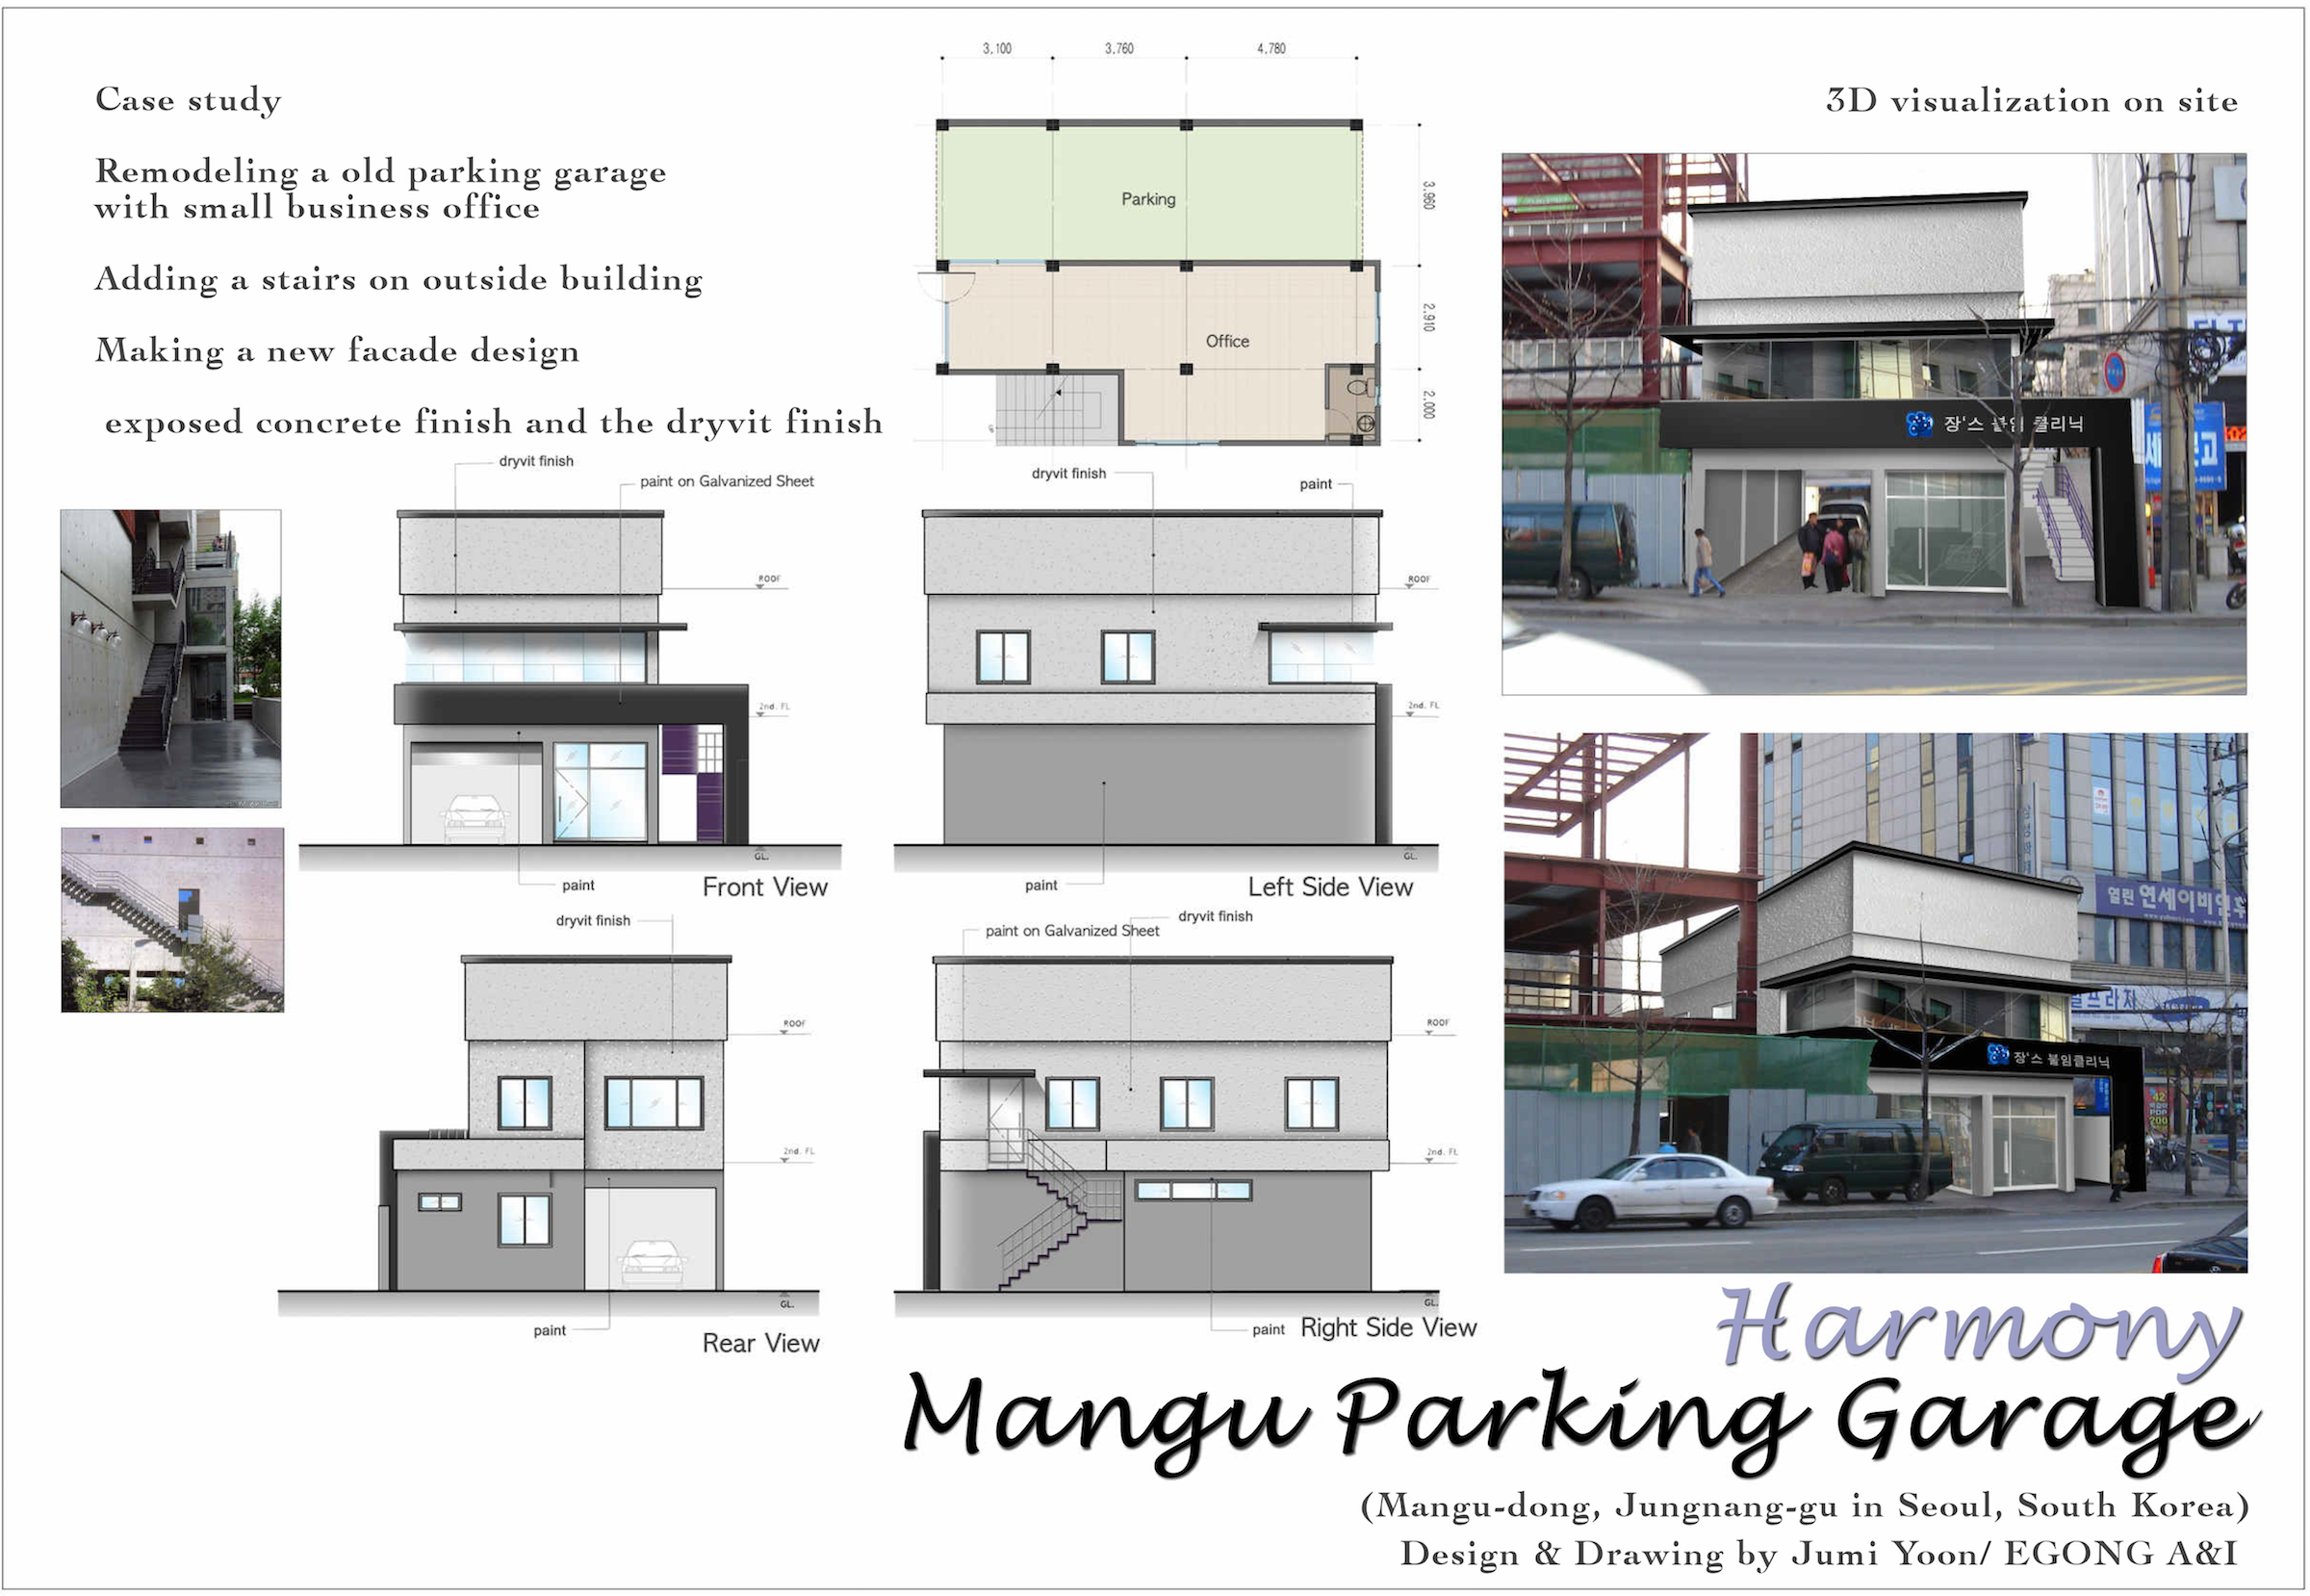 Case study
Remodeling a old parking garage
with small business office
Adding a stairs on outside building
Making a new facade design
exposed concrete finish and the dryvit finish
3,100 3,760 4,780
Parking
Office
3,960
2,910
2,000
3D visualization on site
장'스 붙임 클리닉
dryvit finish
paint on Galvanized Sheet
ROOF
2nd. FL
GL.
paint
Front View
dryvit finish
paint
ROOF
2nd. FL
GL.
paint
Left Side View
dryvit finish
ROOF
2nd. FL
GL.
paint
Rear View
paint on Galvanized Sheet
dryvit finish
ROOF
2nd. FL
GL.
paint
Right Side View
열린 연세이비인후
장'스 붙임클리닉
Harmony
Mangu Parking Garage
(Mangu-dong, Jungnang-gu in Seoul, South Korea)
Design & Drawing by Jumi Yoon/ EGONG A&I